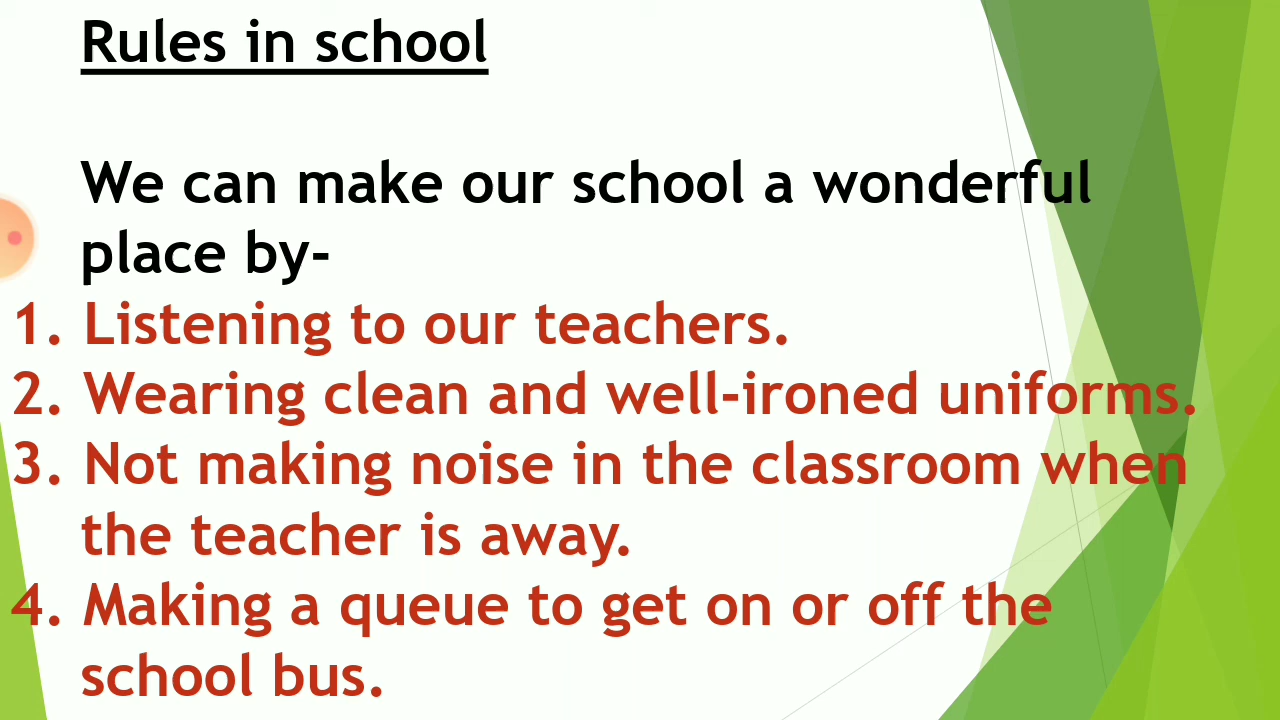 Rules in school
We can make our school a wonderful
place by-
1. Listening to our teachers.
2. Wearing clean and well-ironed uniforms.
3. Not making noise in the classroom when
the teacher is away.
4. Making a queue to get on or off the
school bus.